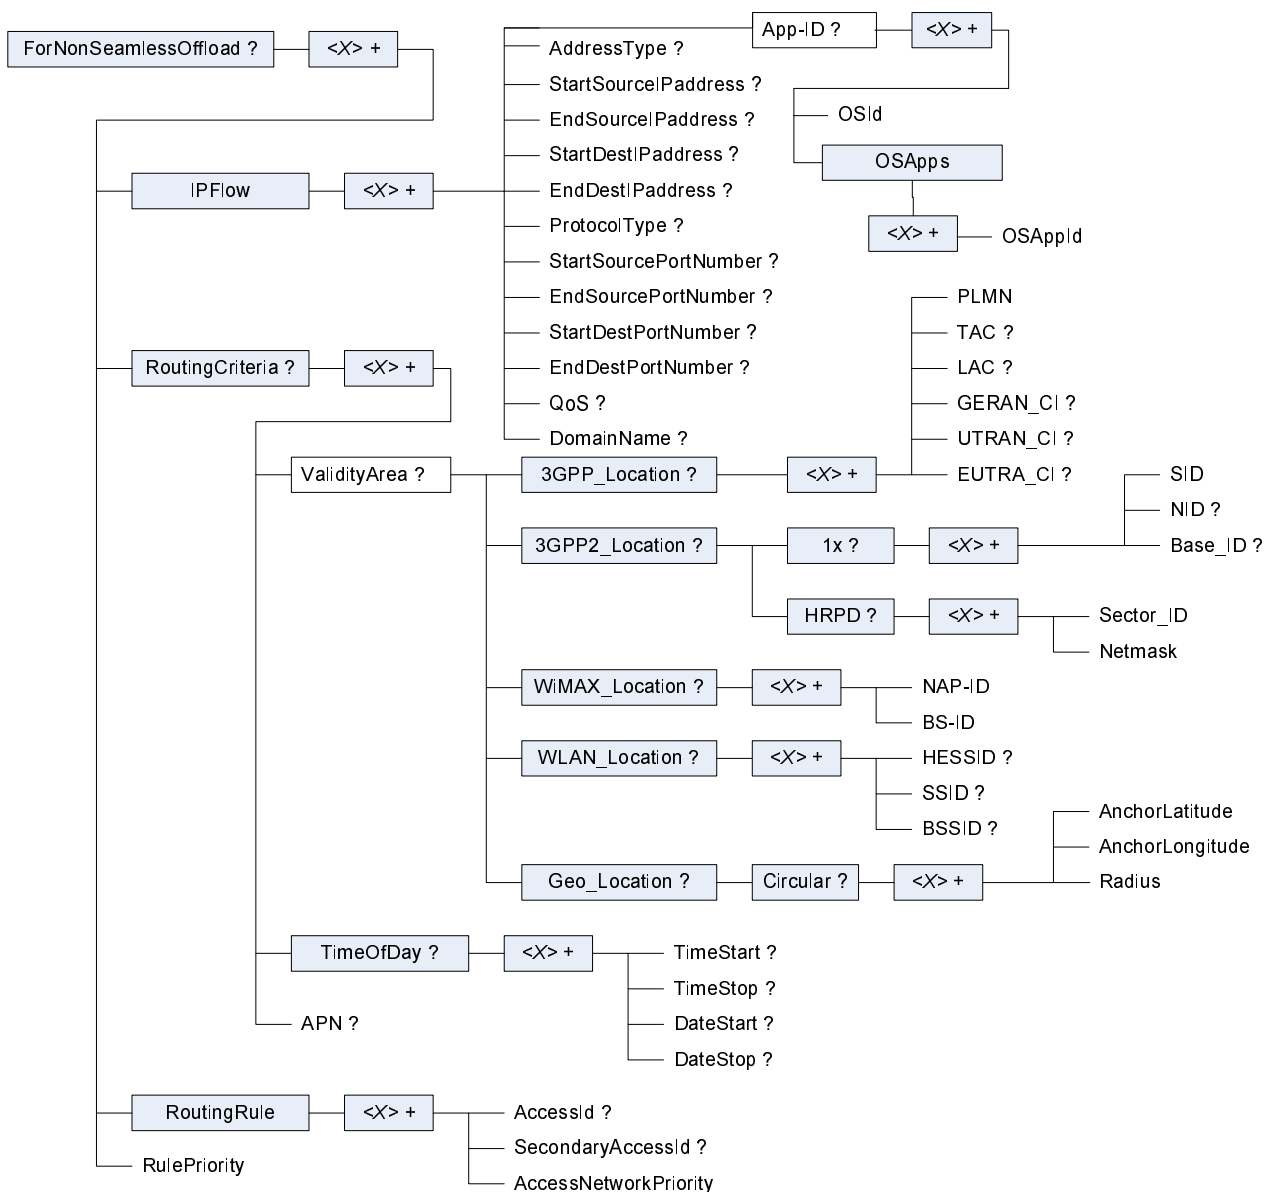 ForNonSeamlessOffload ?
<X> +
App-ID ?
<X> +
AddressType ?
StartSourceIPaddress ?
EndSourceIPaddress ?
StartDestIPaddress ?
EndDestIPaddress ?
ProtocolType ?
StartSourcePortNumber ?
EndSourcePortNumber ?
StartDestPortNumber ?
EndDestPortNumber ?
QoS ?
DomainName ?
OSId
OSApps
<X> +
OSAppId
IPFlow
<X> +
RoutingCriteria ?
<X> +
ValidityArea ?
3GPP_Location ?
<X> +
PLMN
TAC ?
LAC ?
GERAN_CI ?
UTRAN_CI ?
EUTRA_CI ?
3GPP2_Location ?
1x ?
<X> +
SID
NID ?
Base_ID ?
HRPD ?
<X> +
Sector_ID
Netmask
WiMAX_Location ?
<X> +
NAP-ID
BS-ID
WLAN_Location ?
<X> +
HESSID ?
SSID ?
BSSID ?
Geo_Location ?
Circular ?
<X> +
AnchorLatitude
AnchorLongitude
Radius
TimeOfDay ?
<X> +
TimeStart ?
TimeStop ?
DateStart ?
DateStop ?
APN ?
RoutingRule
<X> +
AccessId ?
SecondaryAccessId ?
AccessNetworkPriority
RulePriority